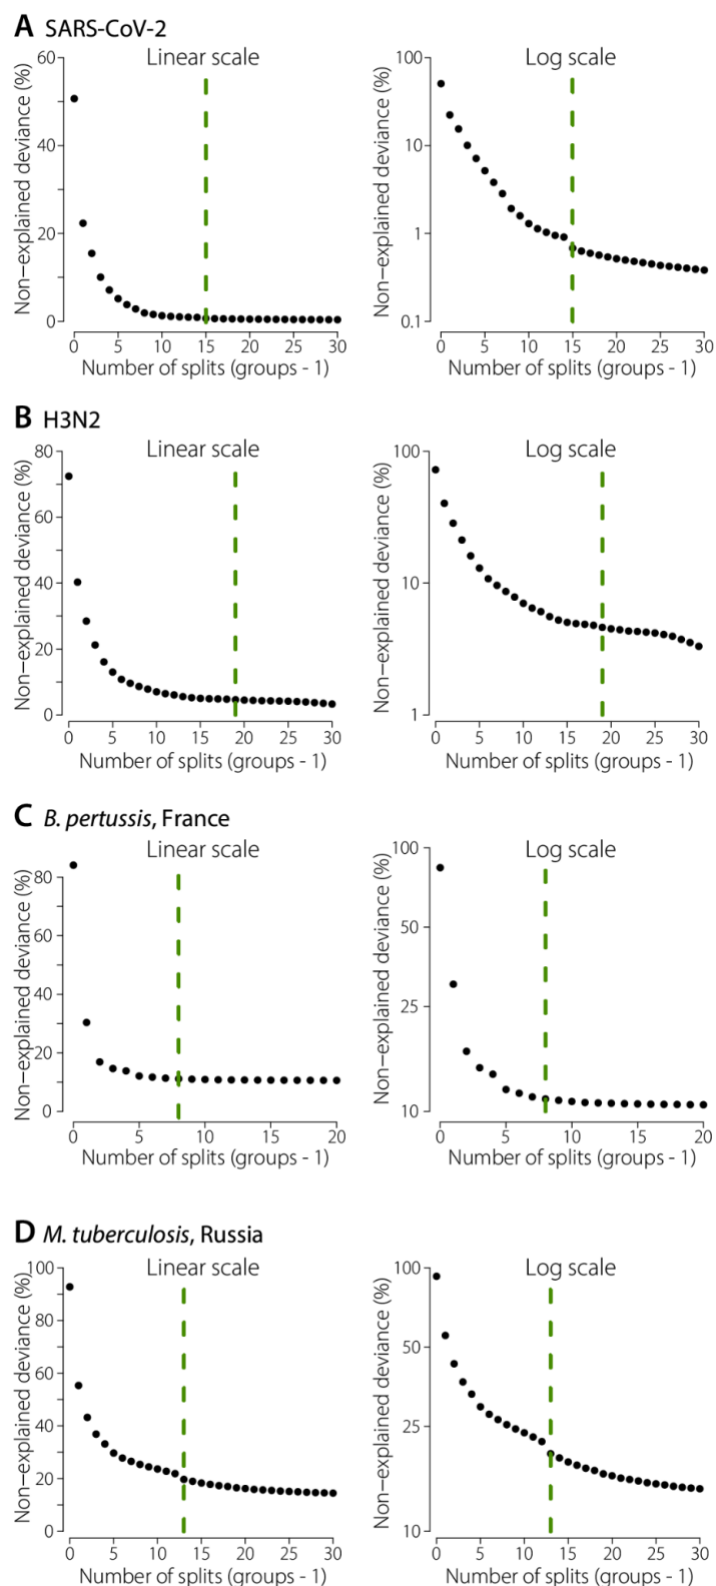 A SARS-CoV-2
Linear scale
Non−explained deviance (%)
60
40
20
0
0 5 10 15 20 25 30
Number of splits (groups - 1)
Log scale
Non−explained deviance (%)
100
10
1
0.1
0 5 10 15 20 25 30
Number of splits (groups - 1)
B H3N2
Linear scale
Non−explained deviance (%)
80
60
40
20
0
0 5 10 15 20 25 30
Number of splits (groups - 1)
Log scale
Non−explained deviance (%)
100
10
1
0 5 10 15 20 25 30
Number of splits (groups - 1)
C B. pertussis, France
Linear scale
Non−explained deviance (%)
80
60
40
20
0
0 5 10 15 20
Number of splits (groups - 1)
Log scale
Non−explained deviance (%)
100
50
25
10
0 5 10 15 20
Number of splits (groups - 1)
D M. tuberculosis, Russia
Linear scale
Non−explained deviance (%)
100
80
60
40
20
0
0 5 10 15 20 25 30
Number of splits (groups - 1)
Log scale
Non−explained deviance (%)
100
50
25
10
0 5 10 15 20 25 30
Number of splits (groups - 1)